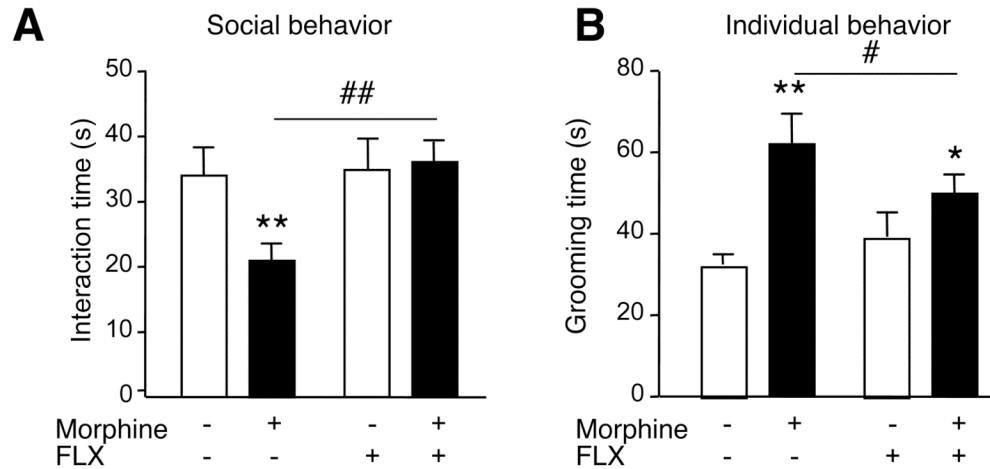 A Social behavior
Interaction time (s)
50
40
30
20
10
0
##
**
Morphine - + - +
FLX - - + +
B Individual behavior
Grooming time (s)
80
60
40
20
0
#
**
*
Morphine - + - +
FLX - - + +